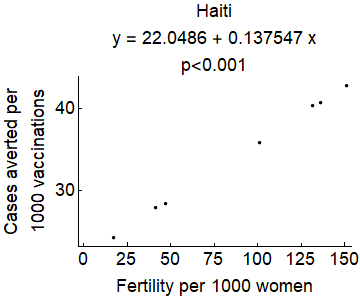 Haiti
y = 22.0486 + 0.137547 x
p<0.001
Cases averted per
1000 vaccinations
40
30
0 25 50 75 100 125 150
Fertility per 1000 women